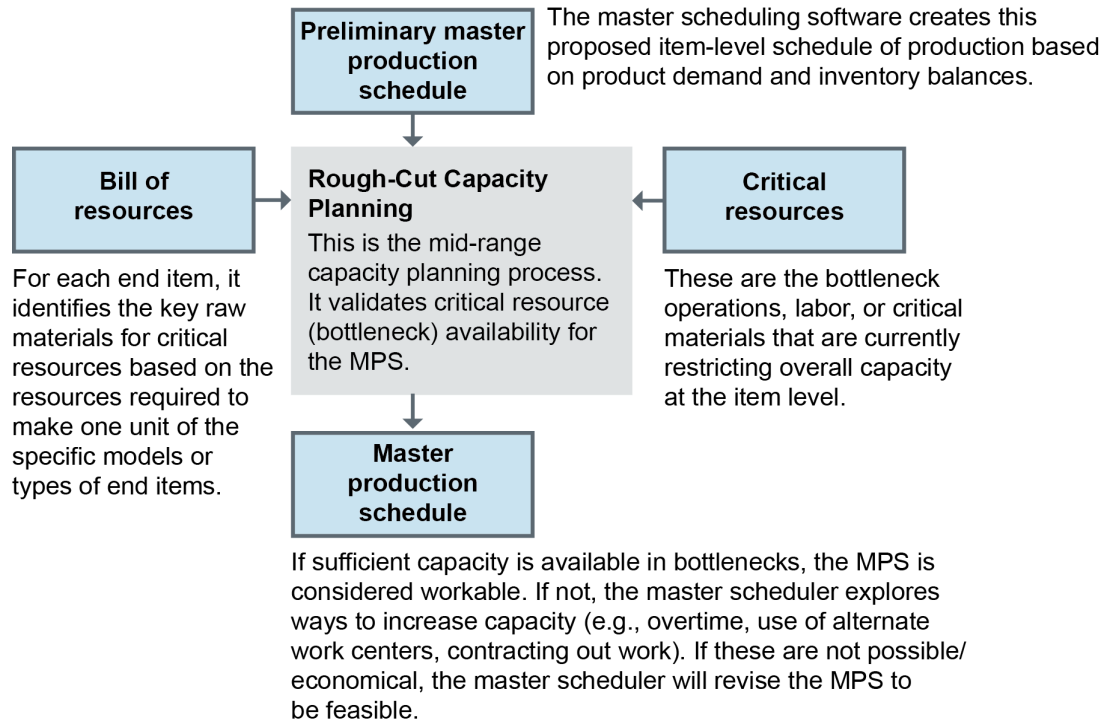 Preliminary master
production
schedule
The master scheduling software creates this
proposed item-level schedule of production based
on product demand and inventory balances.
Bill of
resources
For each end item, it
identifies the key raw
materials for critical
resources based on the
resources required to
make one unit of the
specific models or
types of end items.
Rough-Cut Capacity
Planning
This is the mid-range
capacity planning process.
It validates critical resource
(bottleneck) availability for
the MPS.
Critical
resources
These are the bottleneck
operations, labor, or critical
materials that are currently
restricting overall capacity
at the item level.
Master
production
schedule
If sufficient capacity is available in bottlenecks, the MPS is
considered workable. If not, the master scheduler explores
ways to increase capacity (e.g., overtime, use of alternate
work centers, contracting out work). If these are not possible/
economical, the master scheduler will revise the MPS to
be feasible.